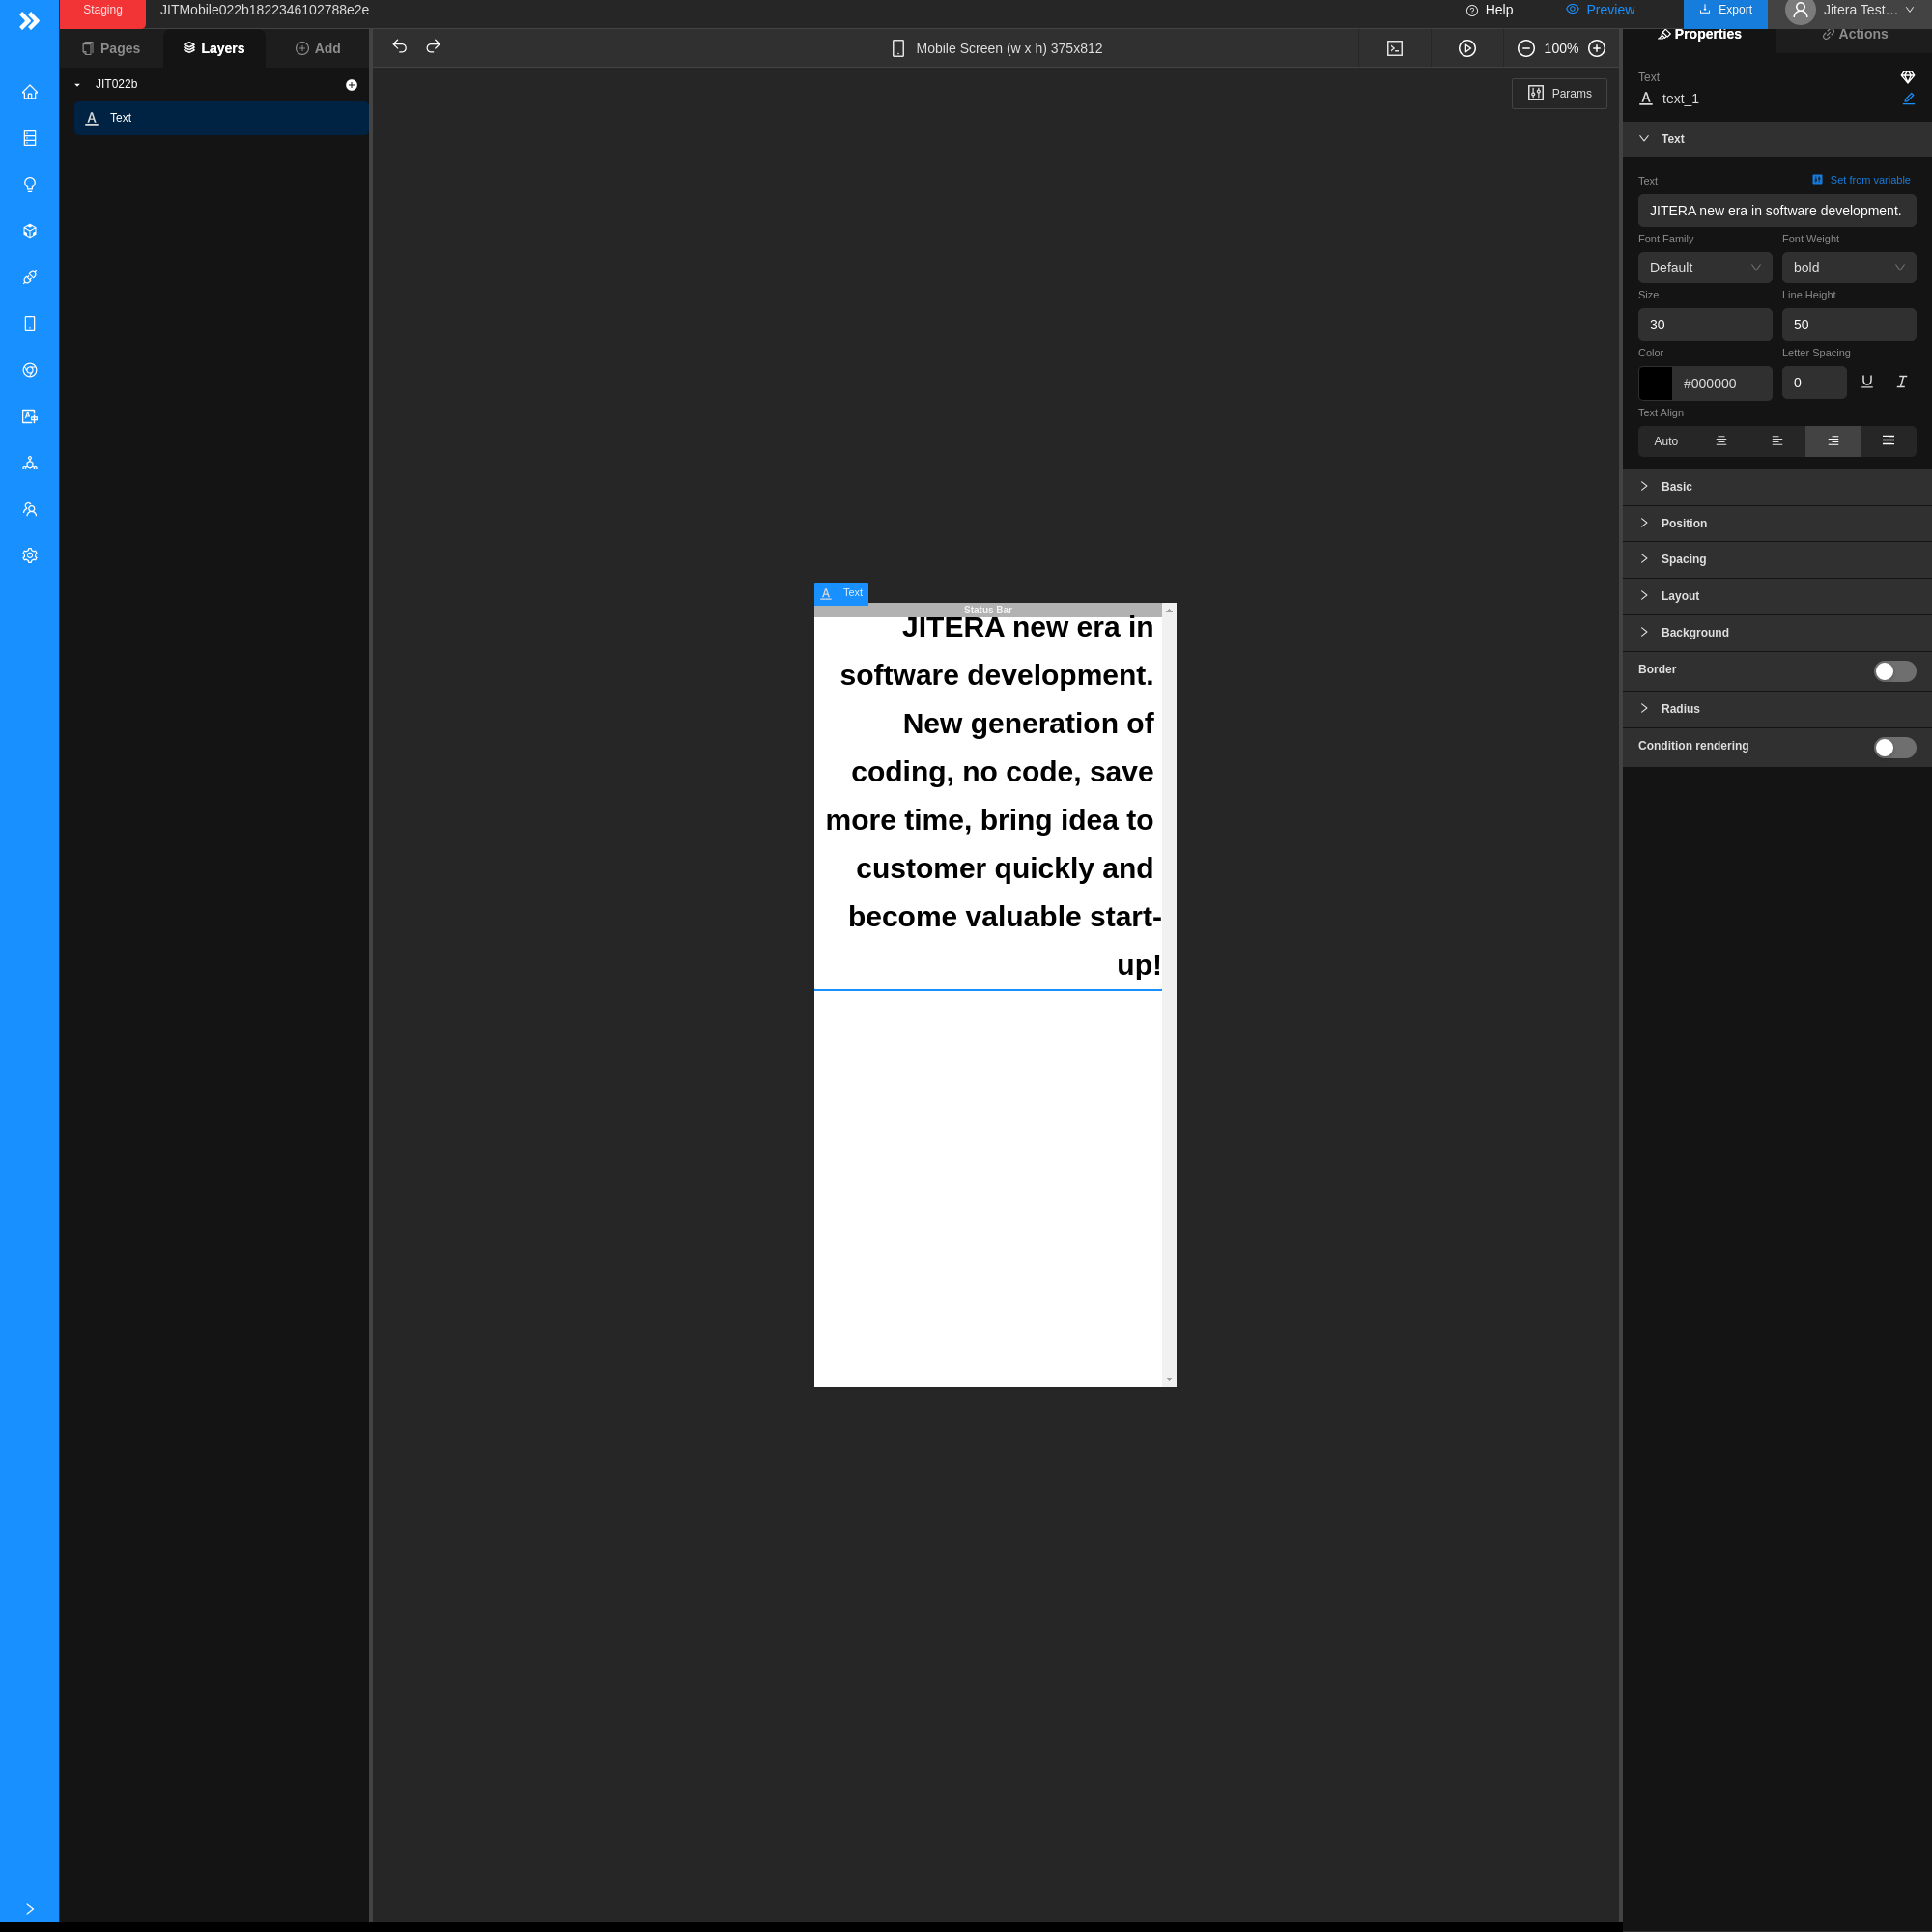 Staging
JITMobile022b1822346102788e2e
Help
Preview
Export
Jitera Test...
Pages
Layers
Add
Mobile Screen (w x h) 375x812
100%
Properties
Actions
JIT022b
Text
Params
Text
text_1
Text
Text
Set from variable
JITERA new era in software development.
Font Family
Font Weight
Default
bold
Size
Line Height
30
50
Color
Letter Spacing
#000000
0
Text Align
Auto
Basic
Position
Spacing
Layout
Background
Border
Radius
Condition rendering
Text
Status Bar
JITERA new era in
software development.
New generation of
coding, no code, save
more time, bring idea to
customer quickly and
become valuable start-
up!